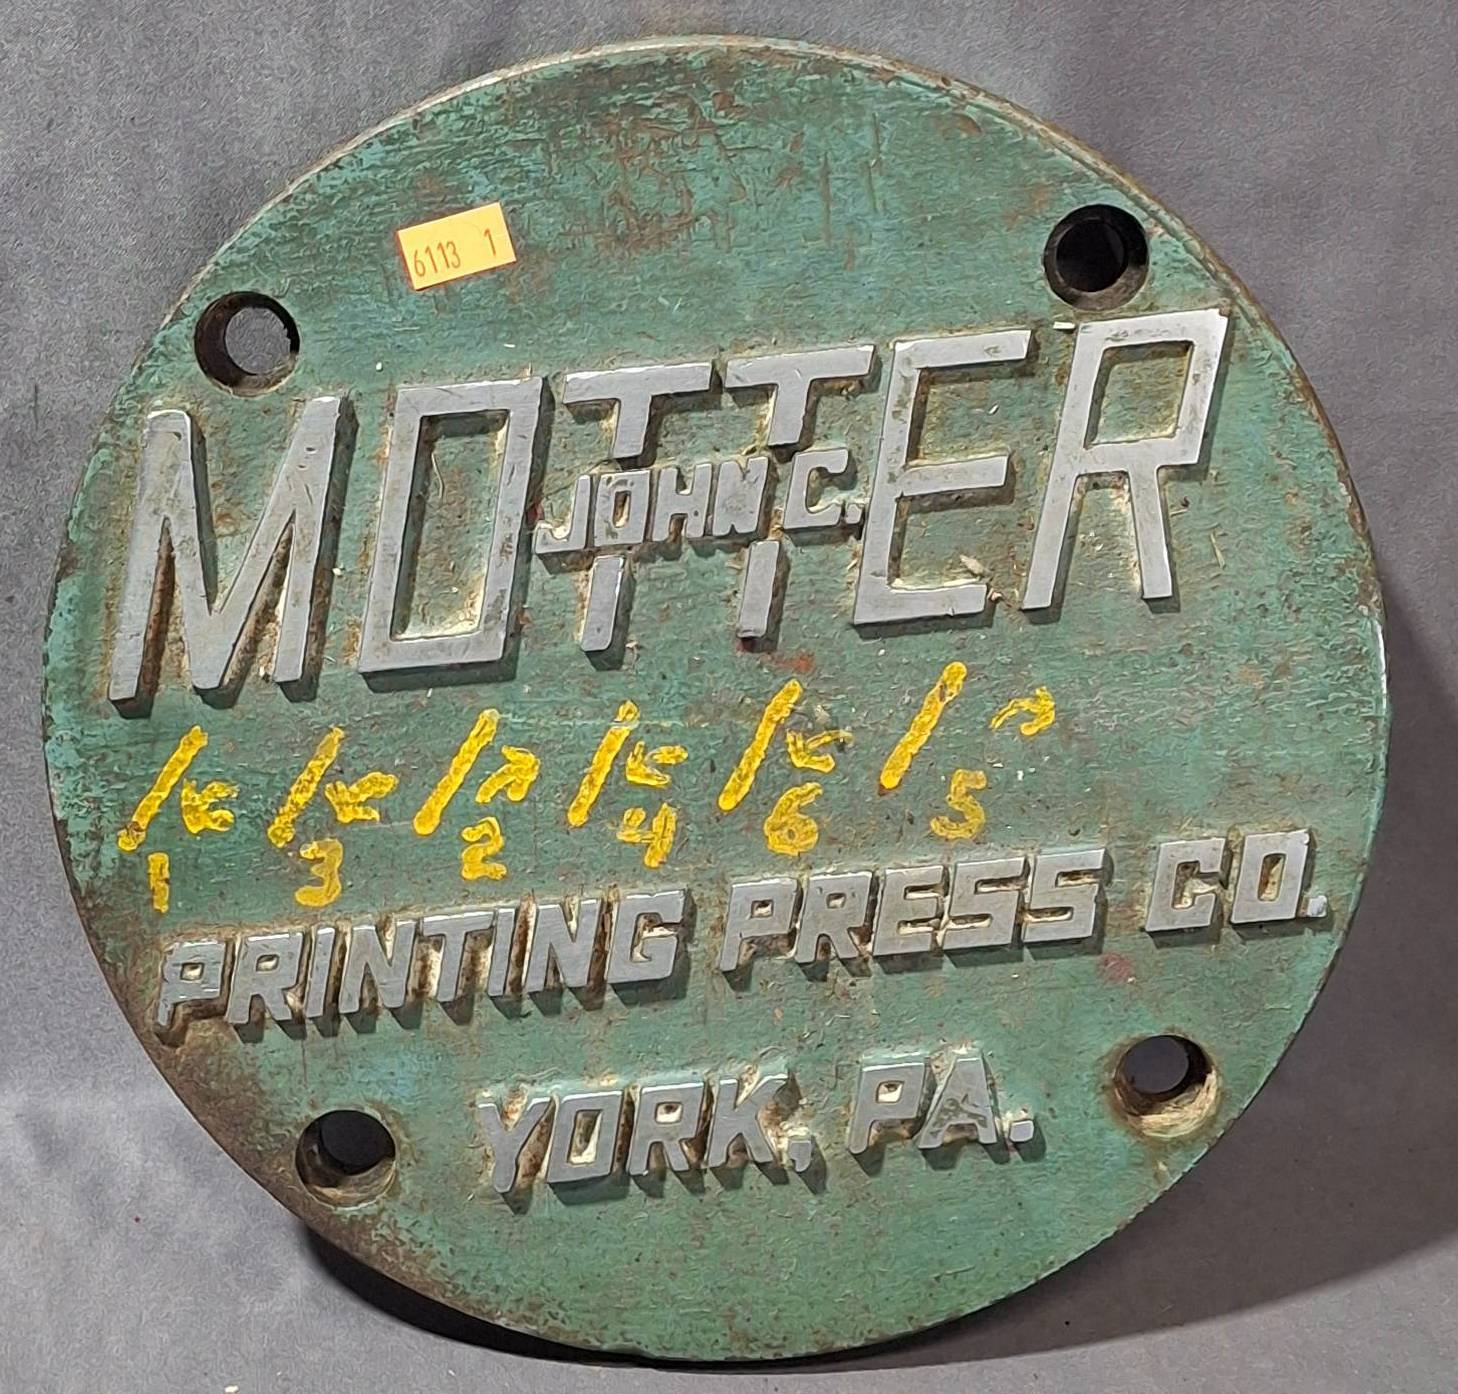 6113 1
MOTTER
JOHN C.
1 3 2 4 6 5
PRINTING PRESS CO.
YORK, PA.